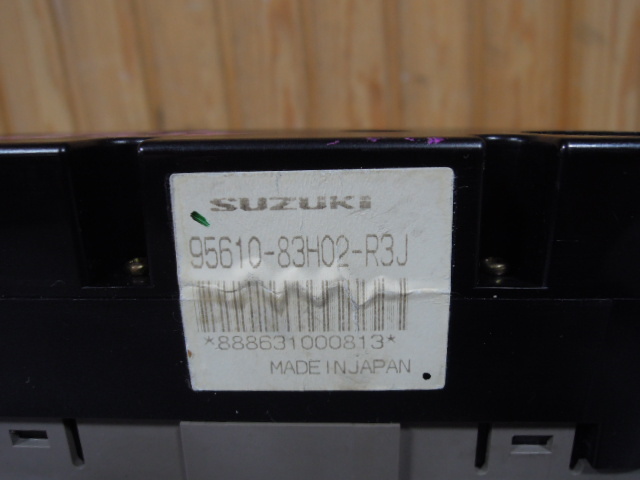 SUZUKI
95610-83H02-R3J
*888631000813*
MADE IN JAPAN